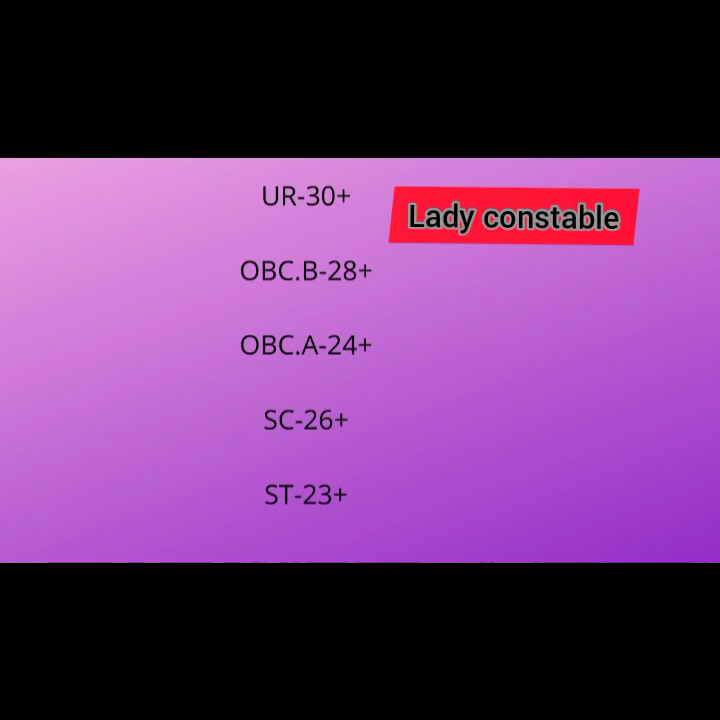 UR-30+
Lady constable
OBC.B-28+
OBC.A-24+
SC-26+
ST-23+